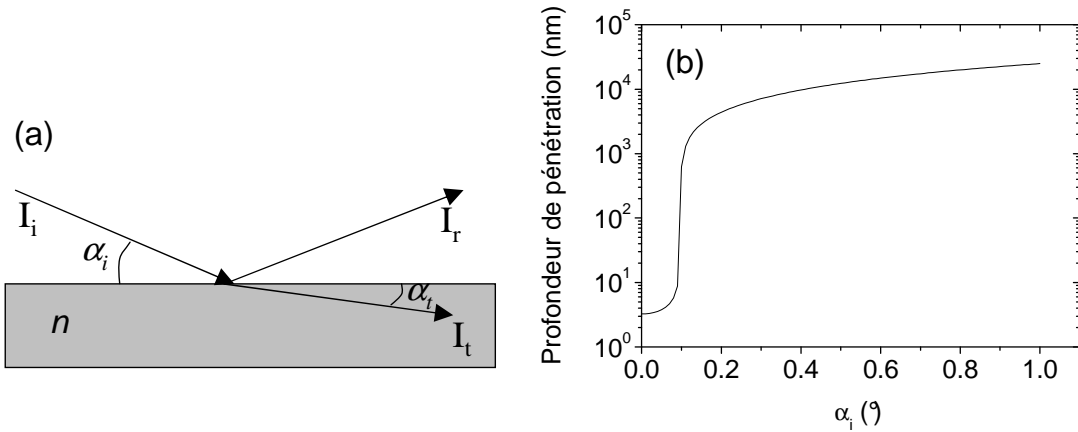 (a)
I_i
α_i
I_r
α_t
n
I_t
(b)
Profondeur de pénétration (nm)
10^5
10^4
10^3
10^2
10^1
10^0
0.0 0.2 0.4 0.6 0.8 1.0
α_i (°)